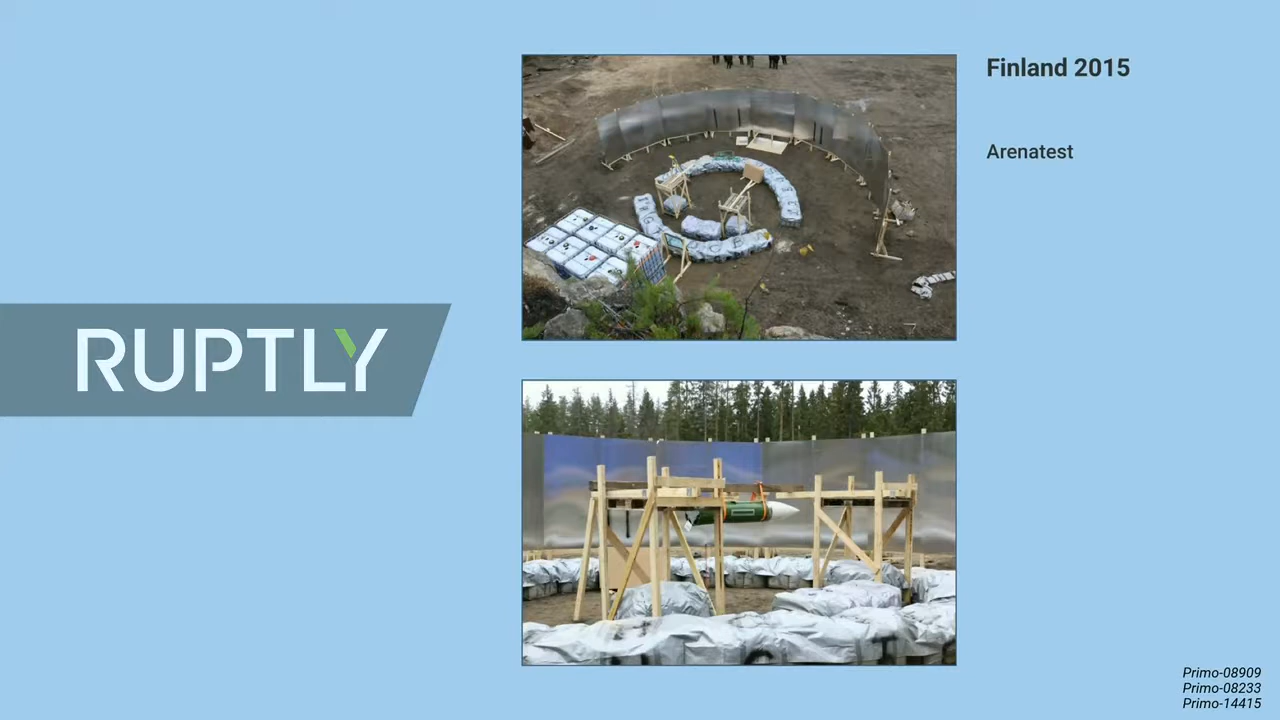 RUPTLY
Finland 2015
Arenatest
Primo-08909
Primo-08233
Primo-14415